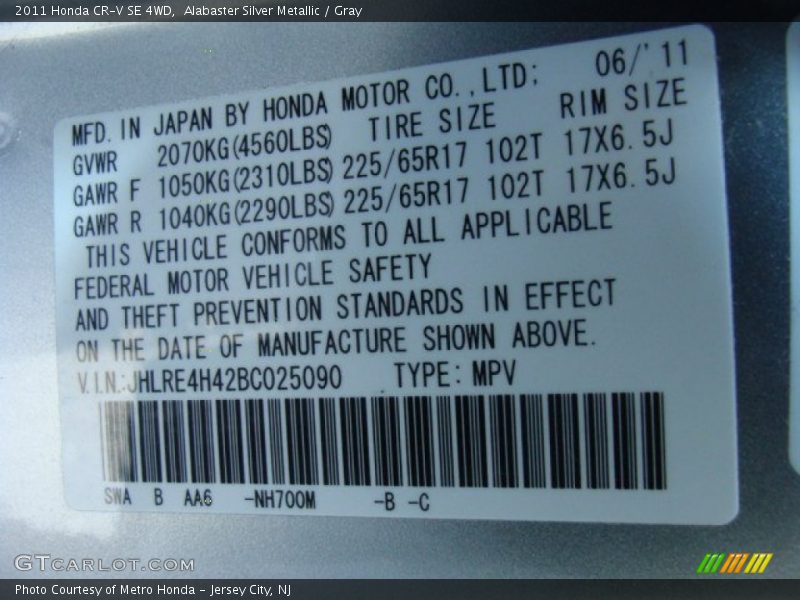 2011 Honda CR-V SE 4WD, Alabaster Silver Metallic / Gray
MFD. IN JAPAN BY HONDA MOTOR CO.,LTD; 06/'11
GVWR 2070KG(4560LBS) TIRE SIZE RIM SIZE
GAWR F 1050KG(2310LBS) 225/65R17 102T 17X6.5J
GAWR R 1040KG(2290LBS) 225/65R17 102T 17X6.5J
THIS VEHICLE CONFORMS TO ALL APPLICABLE
FEDERAL MOTOR VEHICLE SAFETY
AND THEFT PREVENTION STANDARDS IN EFFECT
ON THE DATE OF MANUFACTURE SHOWN ABOVE.
V.I.N.:JHLRE4H42BC025090 TYPE: MPV
SWA B AA6 -NH700M -B -C
GTCARLOT.COM
Photo Courtesy of Metro Honda - Jersey City, NJ